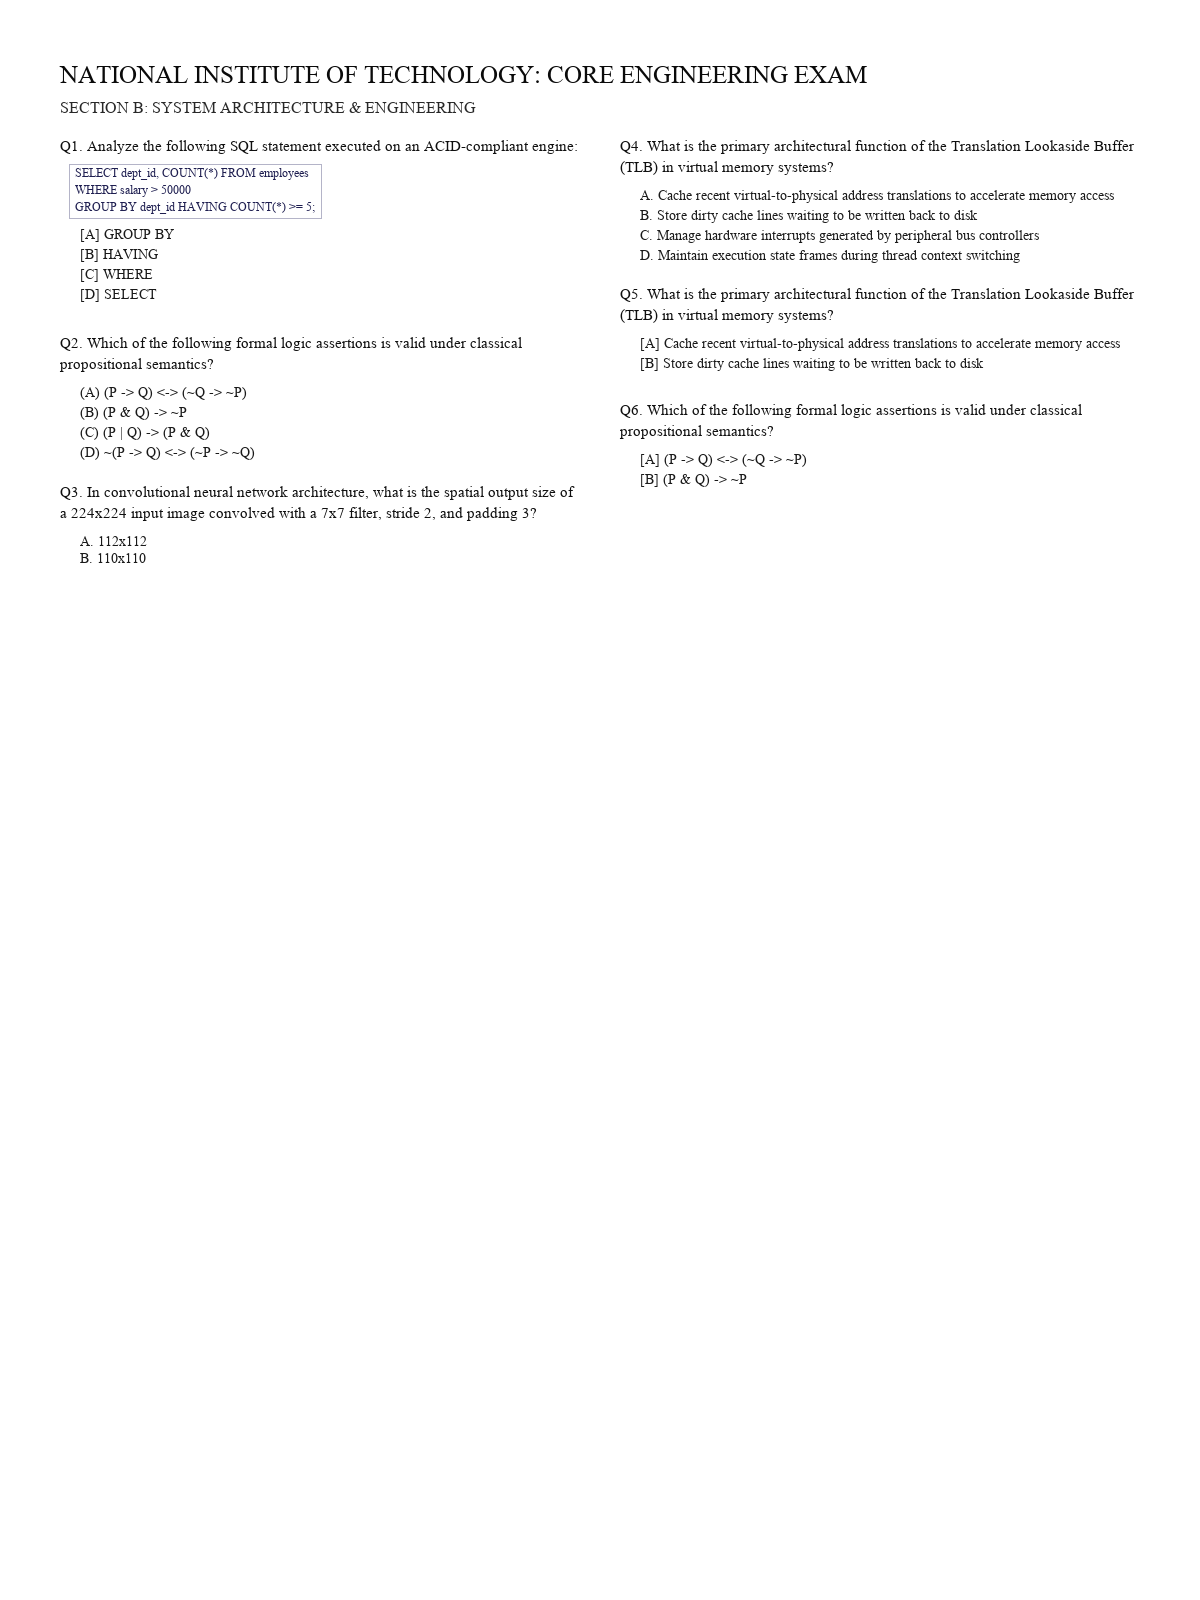 NATIONAL INSTITUTE OF TECHNOLOGY: CORE ENGINEERING EXAM
SECTION B: SYSTEM ARCHITECTURE & ENGINEERING
Q1. Analyze the following SQL statement executed on an ACID-compliant engine:
SELECT dept_id, COUNT(*) FROM employees
WHERE salary > 50000
GROUP BY dept_id HAVING COUNT(*) >= 5;
[A] GROUP BY
[B] HAVING
[C] WHERE
[D] SELECT
Q2. Which of the following formal logic assertions is valid under classical
propositional semantics?
(A) (P -> Q) <-> (~Q -> ~P)
(B) (P & Q) -> ~P
(C) (P | Q) -> (P & Q)
(D) ~(P -> Q) <-> (~P -> ~Q)
Q3. In convolutional neural network architecture, what is the spatial output size of
a 224x224 input image convolved with a 7x7 filter, stride 2, and padding 3?
A. 112x112
B. 110x110
Q4. What is the primary architectural function of the Translation Lookaside Buffer
(TLB) in virtual memory systems?
A. Cache recent virtual-to-physical address translations to accelerate memory access
B. Store dirty cache lines waiting to be written back to disk
C. Manage hardware interrupts generated by peripheral bus controllers
D. Maintain execution state frames during thread context switching
Q5. What is the primary architectural function of the Translation Lookaside Buffer
(TLB) in virtual memory systems?
[A] Cache recent virtual-to-physical address translations to accelerate memory access
[B] Store dirty cache lines waiting to be written back to disk
Q6. Which of the following formal logic assertions is valid under classical
propositional semantics?
[A] (P -> Q) <-> (~Q -> ~P)
[B] (P & Q) -> ~P